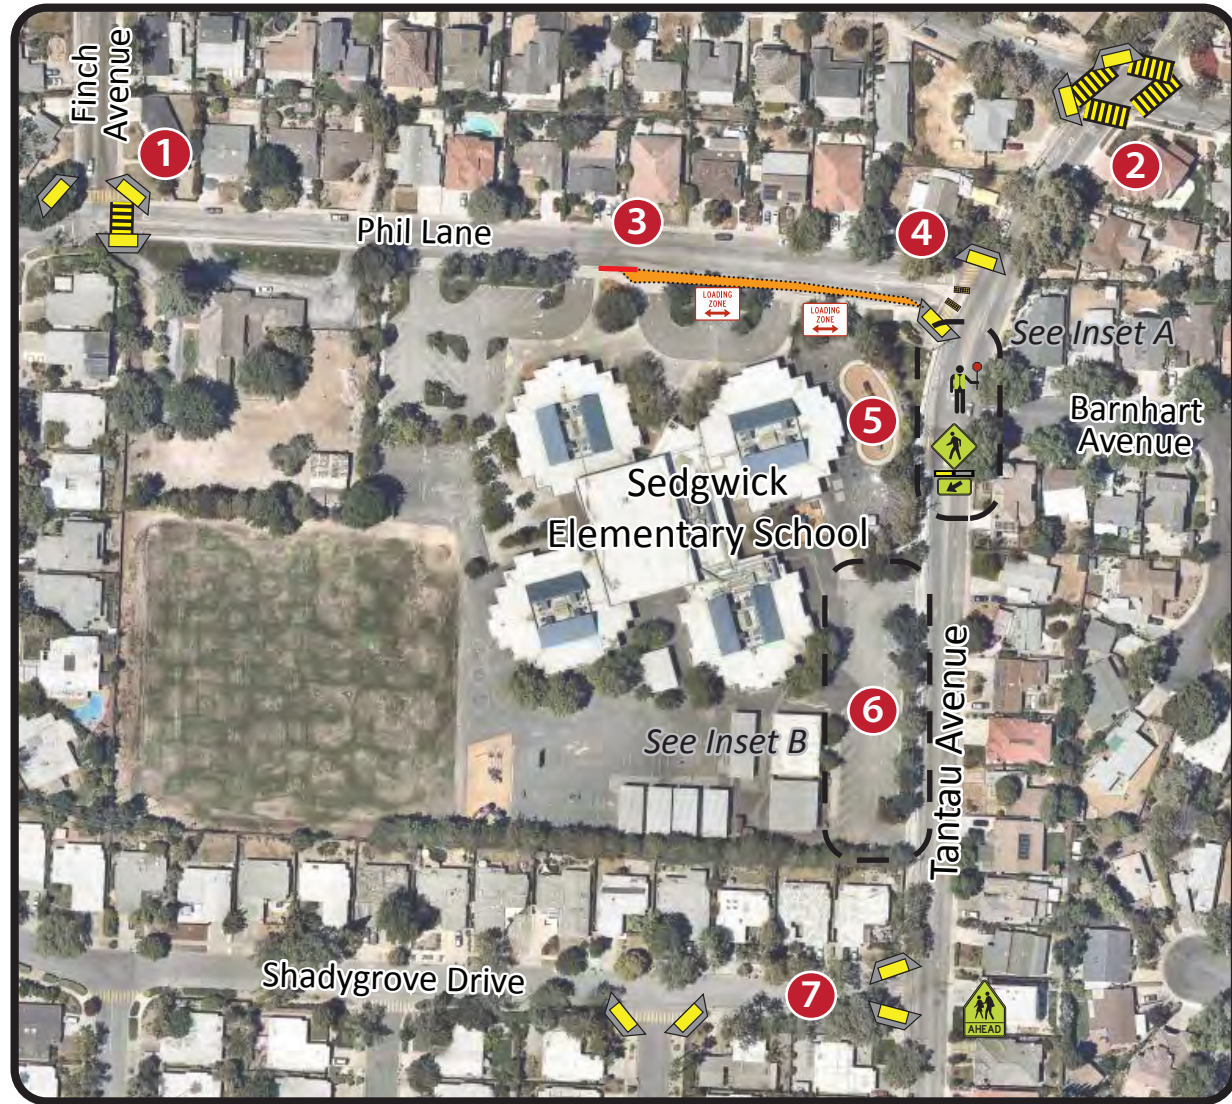 Finch
Avenue
1
2
Phil Lane
3
4
LOADING
ZONE
LOADING
ZONE
See Inset A
Barnhart
Avenue
5
Sedgwick
Elementary School
6
See Inset B
Tantau Avenue
Shadygrove Drive
7
AHEAD